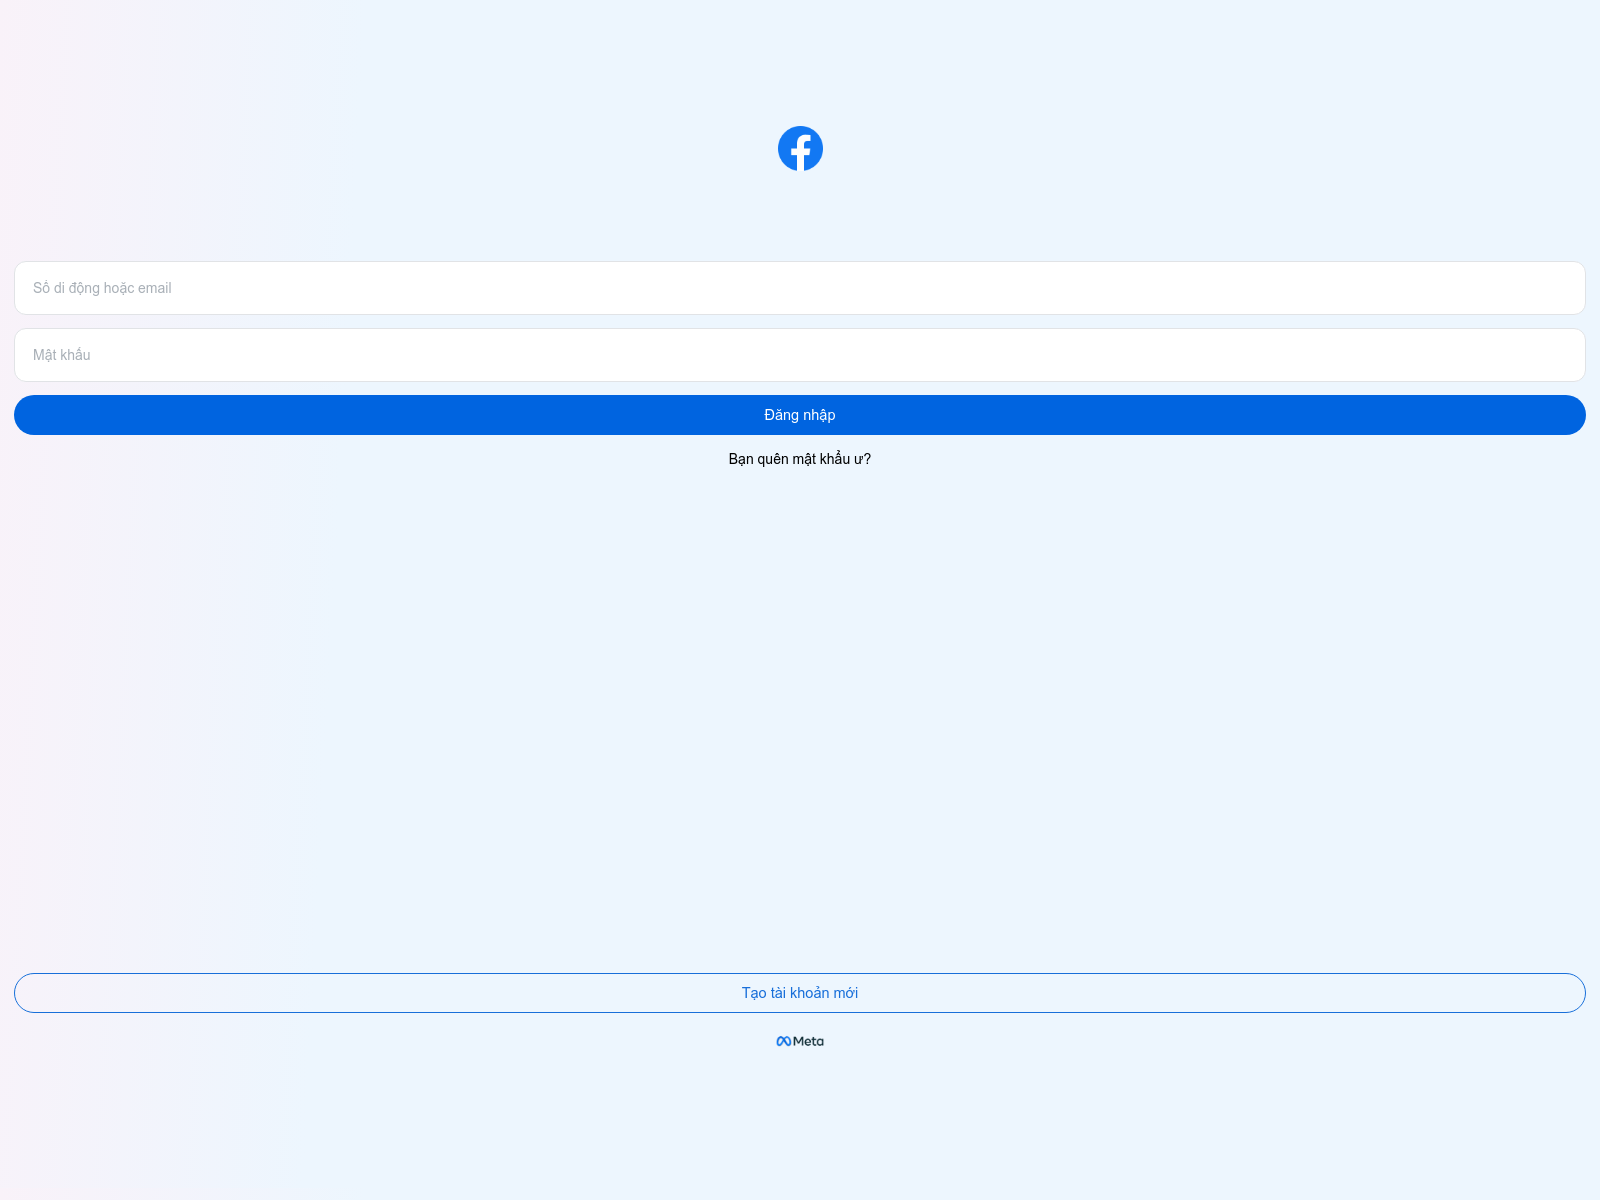 Số di động hoặc email
Mật khẩu
Đăng nhập
Bạn quên mật khẩu ư?
Tạo tài khoản mới
Meta